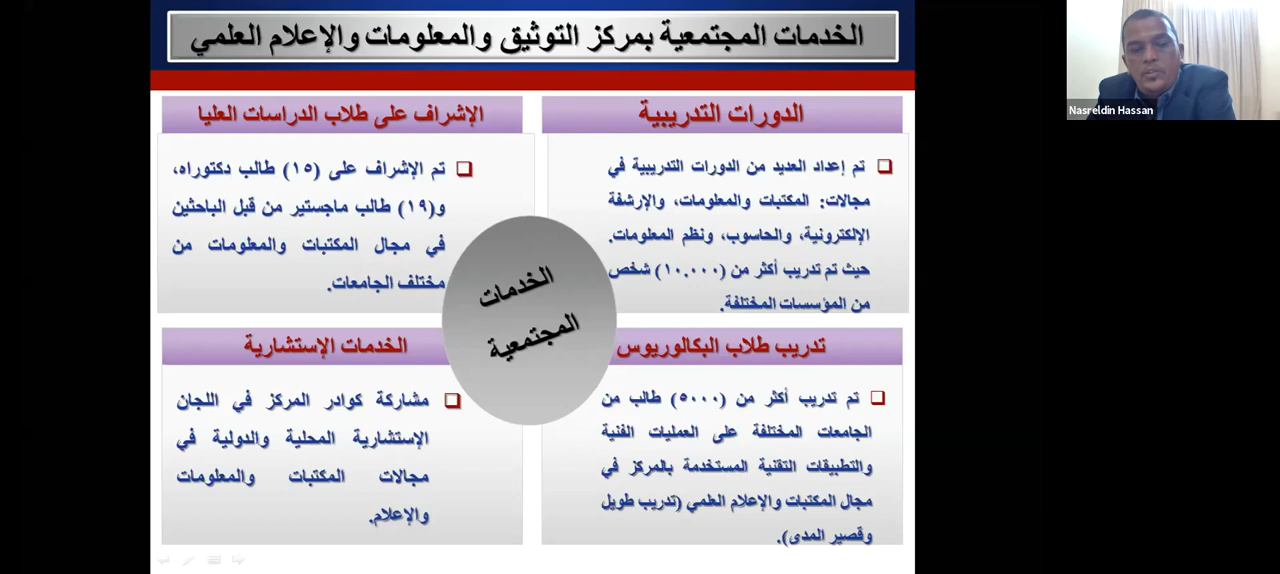 الخدمات المجتمعية بمركز التوثيق والمعلومات والإعلام العلمي
الدورات التدريبية
تم إعداد العديد من الدورات التدريبية في
مجالات: المكتبات والمعلومات، والإرشفة
الإلكترونية، والحاسوب، ونظم المعلومات.
حيث تم تدريب أكثر من (١٠.٠٠٠) شخص
من المؤسسات المختلفة.
الإشراف على طلاب الدراسات العليا
تم الإشراف على (١٥) طالب دكتوراه،
و(١٩) طالب ماجستير من قبل الباحثين
في مجال المكتبات والمعلومات من
مختلف الجامعات.
الخدمات
المجتمعية
تدريب طلاب البكالوريوس
تم تدريب أكثر من (٥٠٠٠) طالب من
الجامعات المختلفة على العمليات الفنية
والتطبيقات التقنية المستخدمة بالمركز في
مجال المكتبات والإعلام العلمي (تدريب طويل
وقصير المدى).
الخدمات الإستشارية
مشاركة كوادر المركز في اللجان
الإستشارية المحلية والدولية في
مجالات المكتبات والمعلومات
والإعلام.
Nasreldin Hassan